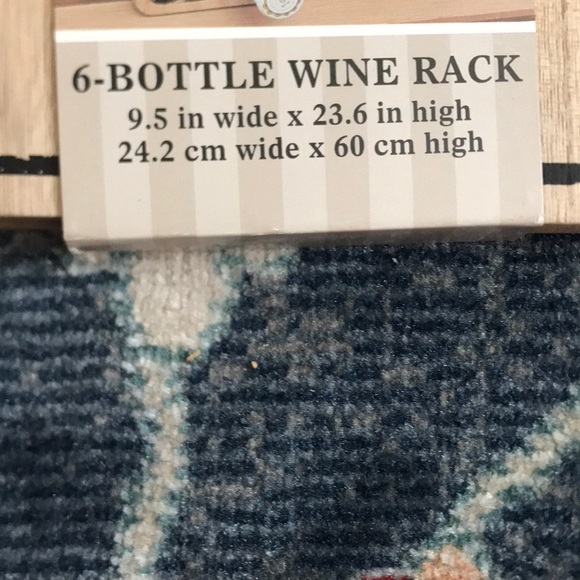 6-BOTTLE WINE RACK
9.5 in wide x 23.6 in high
24.2 cm wide x 60 cm high